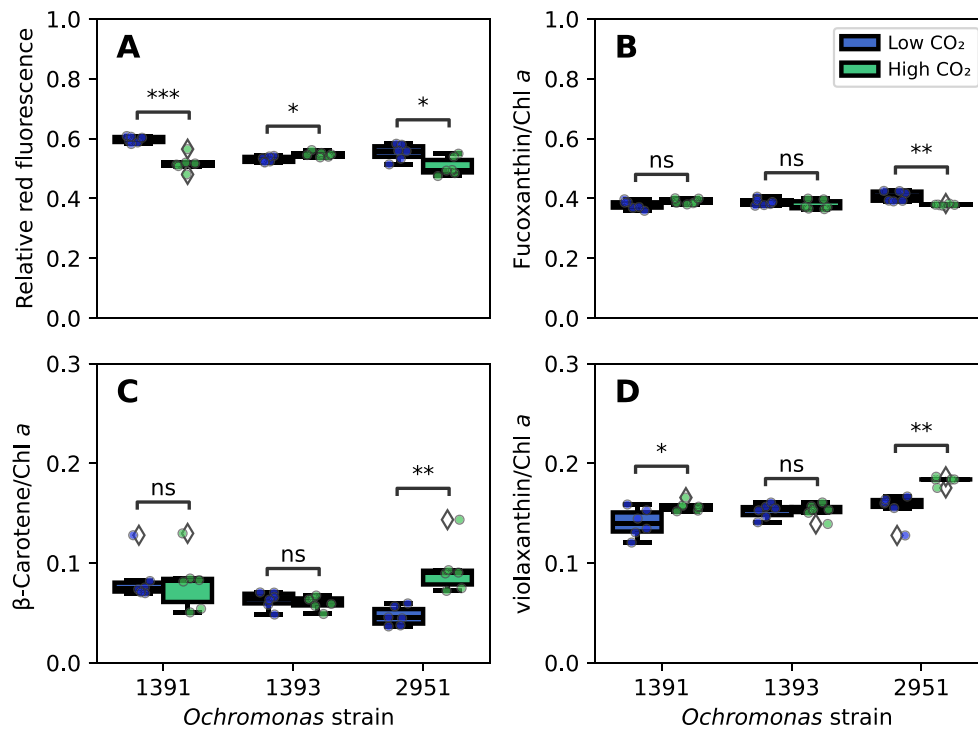 A
Relative red fluorescence
1.0
0.8
0.6
0.4
0.2
0.0
***
*
*
B
Fucoxanthin/Chl a
1.0
0.8
0.6
0.4
0.2
0.0
ns
ns
**
Low CO₂
High CO₂
C
β-Carotene/Chl a
0.3
0.2
0.1
0.0
ns
ns
**
1391
1393
2951
Ochromonas strain
D
violaxanthin/Chl a
0.3
0.2
0.1
0.0
*
ns
**
1391
1393
2951
Ochromonas strain